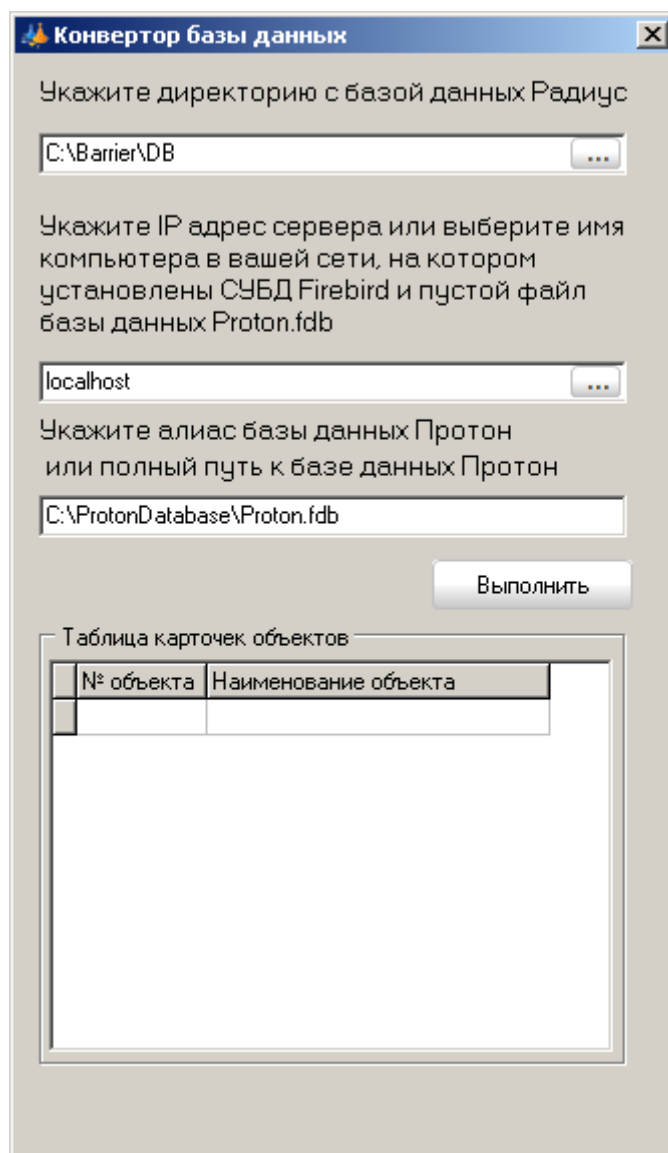 Конвертор базы данных
Укажите директорию с базой данных Радиус
C:\Barrier\DB
...
Укажите IP адрес сервера или выберите имя
компьютера в вашей сети, на котором
установлены СУБД Firebird и пустой файл
базы данных Proton.fdb
localhost
...
Укажите алиас базы данных Протон
или полный путь к базе данных Протон
C:\ProtonDatabase\Proton.fdb
Выполнить
Таблица карточек объектов
№ объекта Наименование объекта